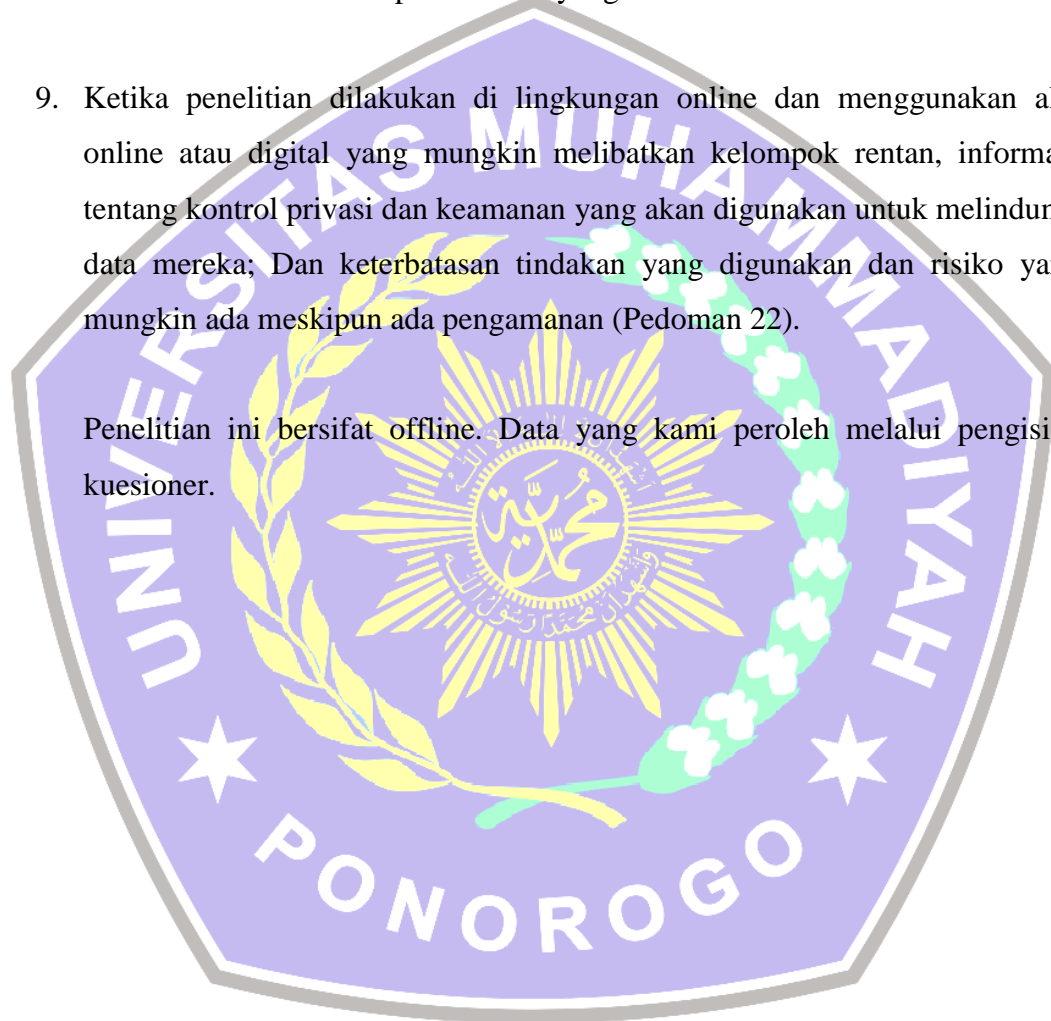 9. Ketika penelitian dilakukan di lingkungan online dan menggunakan
online atau digital yang mungkin melibatkan kelompok rentan,
tentang kontrol privasi dan keamanan yang akan digunakan untuk
data mereka; Dan keterbatasan tindakan yang digunakan dan risiko
mungkin ada meskipun ada pengamanan (Pedoman 22).
Penelitian ini bersifat offline. Data yang kami peroleh melalui
kuesioner.
UNIVERSITAS MUHAMMADIYAH
PONOROGO